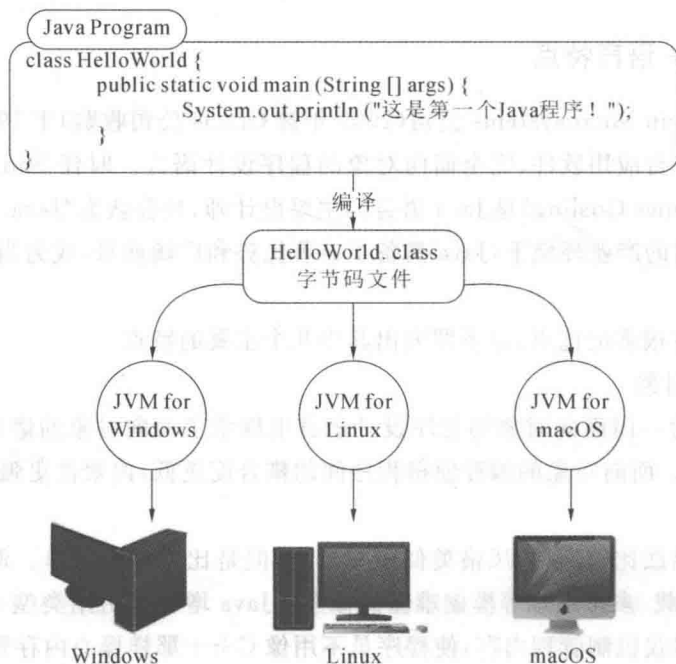 Java Program
class HelloWorld {
public static void main (String [] args) {
System.out.println ("这是第一个Java程序！");
}
}
编译
HelloWorld. class
字节码文件
JVM for
Windows
JVM for
Linux
JVM for
macOS
Windows
Linux
macOS